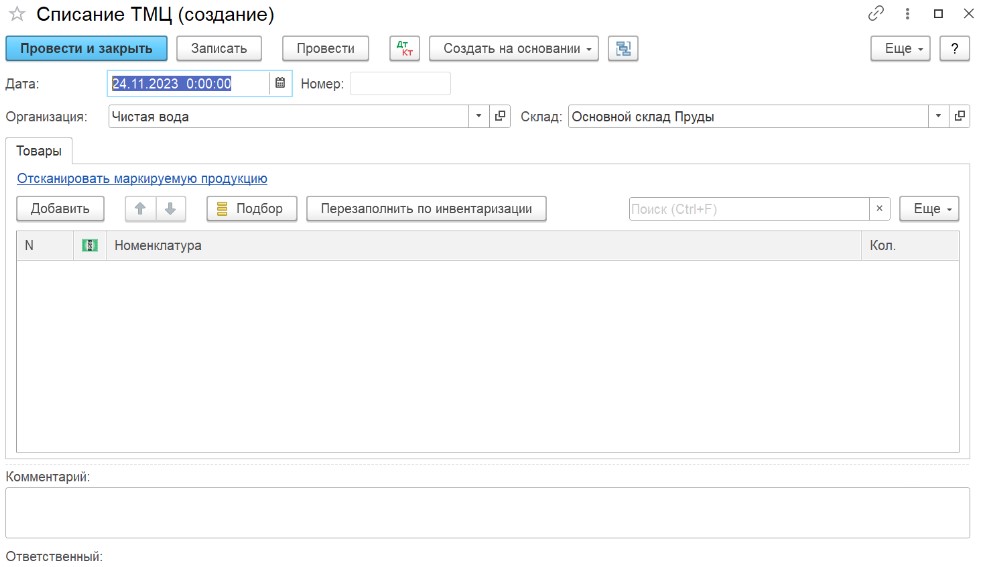 Списание ТМЦ (создание)
Провести и закрыть Записать Провести Дт Кт Создать на основании Еще ?
Дата: 24.11.2023 0:00:00 Номер:
Организация: Чистая вода Склад: Основной склад Пруды
Товары
Отсканировать маркируемую продукцию
Добавить Подбор Перезаполнить по инвентаризации Поиск (Ctrl+F) × Еще
N Номенклатура Кол.
Комментарий:
Ответственный: